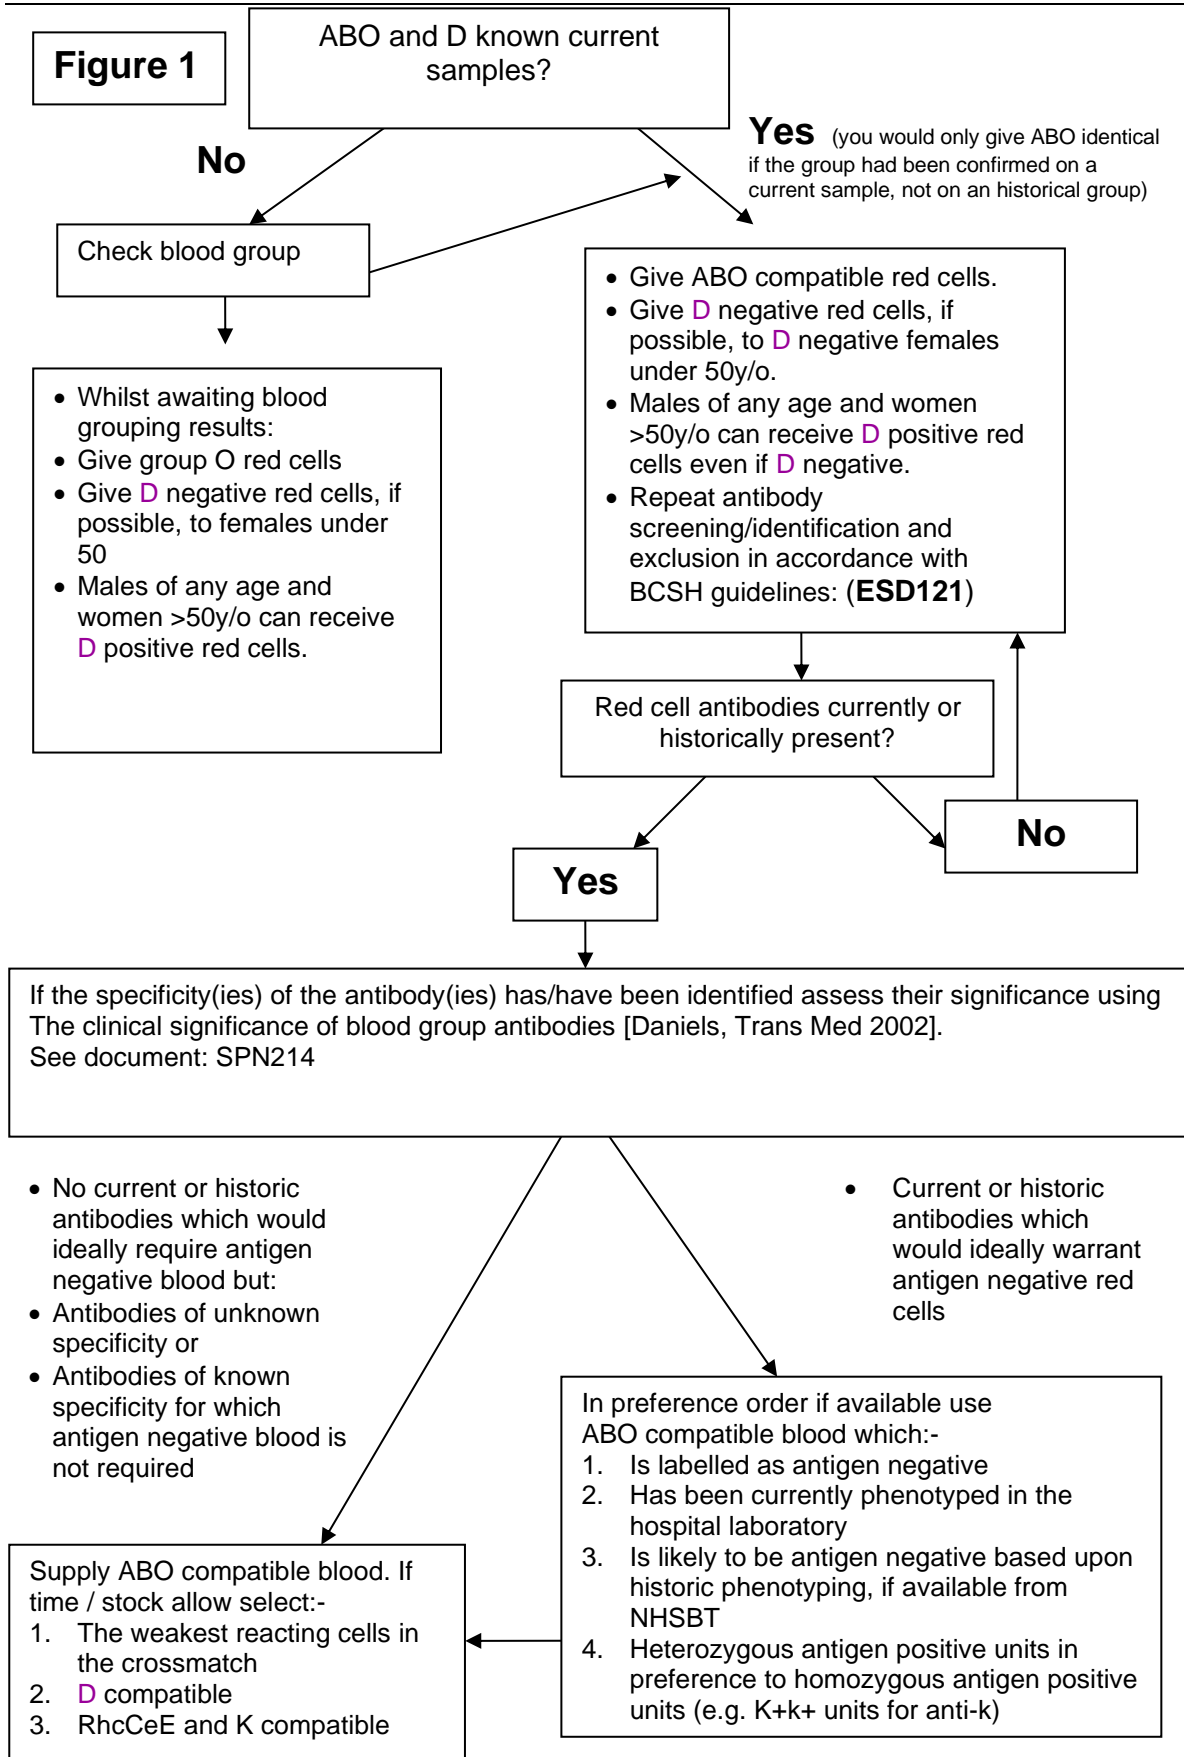 Figure 1
ABO and D known current
samples?
No
Yes (you would only give ABO identical
if the group had been confirmed on a
current sample, not on an historical group)
Check blood group
• Whilst awaiting blood
grouping results:
• Give group O red cells
• Give D negative red cells, if
possible, to females under
50
• Males of any age and
women >50y/o can receive
D positive red cells.
• Give ABO compatible red cells.
• Give D negative red cells, if
possible, to D negative females
under 50y/o.
• Males of any age and women
>50y/o can receive D positive red
cells even if D negative.
• Repeat antibody
screening/identification and
exclusion in accordance with
BCSH guidelines: (ESD121)
Red cell antibodies currently or
historically present?
No
Yes
If the specificity(ies) of the antibody(ies) has/have been identified assess their significance using
The clinical significance of blood group antibodies [Daniels, Trans Med 2002].
See document: SPN214
• No current or historic
antibodies which would
ideally require antigen
negative blood but:
• Antibodies of unknown
specificity or
• Antibodies of known
specificity for which
antigen negative blood is
not required
• Current or historic
antibodies which
would ideally warrant
antigen negative red
cells
In preference order if available use
ABO compatible blood which:-
1. Is labelled as antigen negative
2. Has been currently phenotyped in the
hospital laboratory
3. Is likely to be antigen negative based upon
historic phenotyping, if available from
NHSBT
4. Heterozygous antigen positive units in
preference to homozygous antigen positive
units (e.g. K+k+ units for anti-k)
Supply ABO compatible blood. If
time / stock allow select:-
1. The weakest reacting cells in
the crossmatch
2. D compatible
3. RhcCeE and K compatible